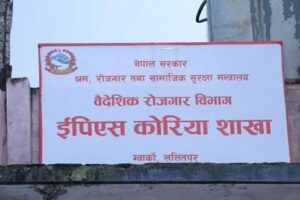 नेपाल सरकार
श्रम, रोजगार तथा सामाजिक सुरक्षा मन्त्रालय
वैदेशिक रोजगार विभाग
ईपिएस कोरिया शाखा
ग्वार्को, ललितपुर